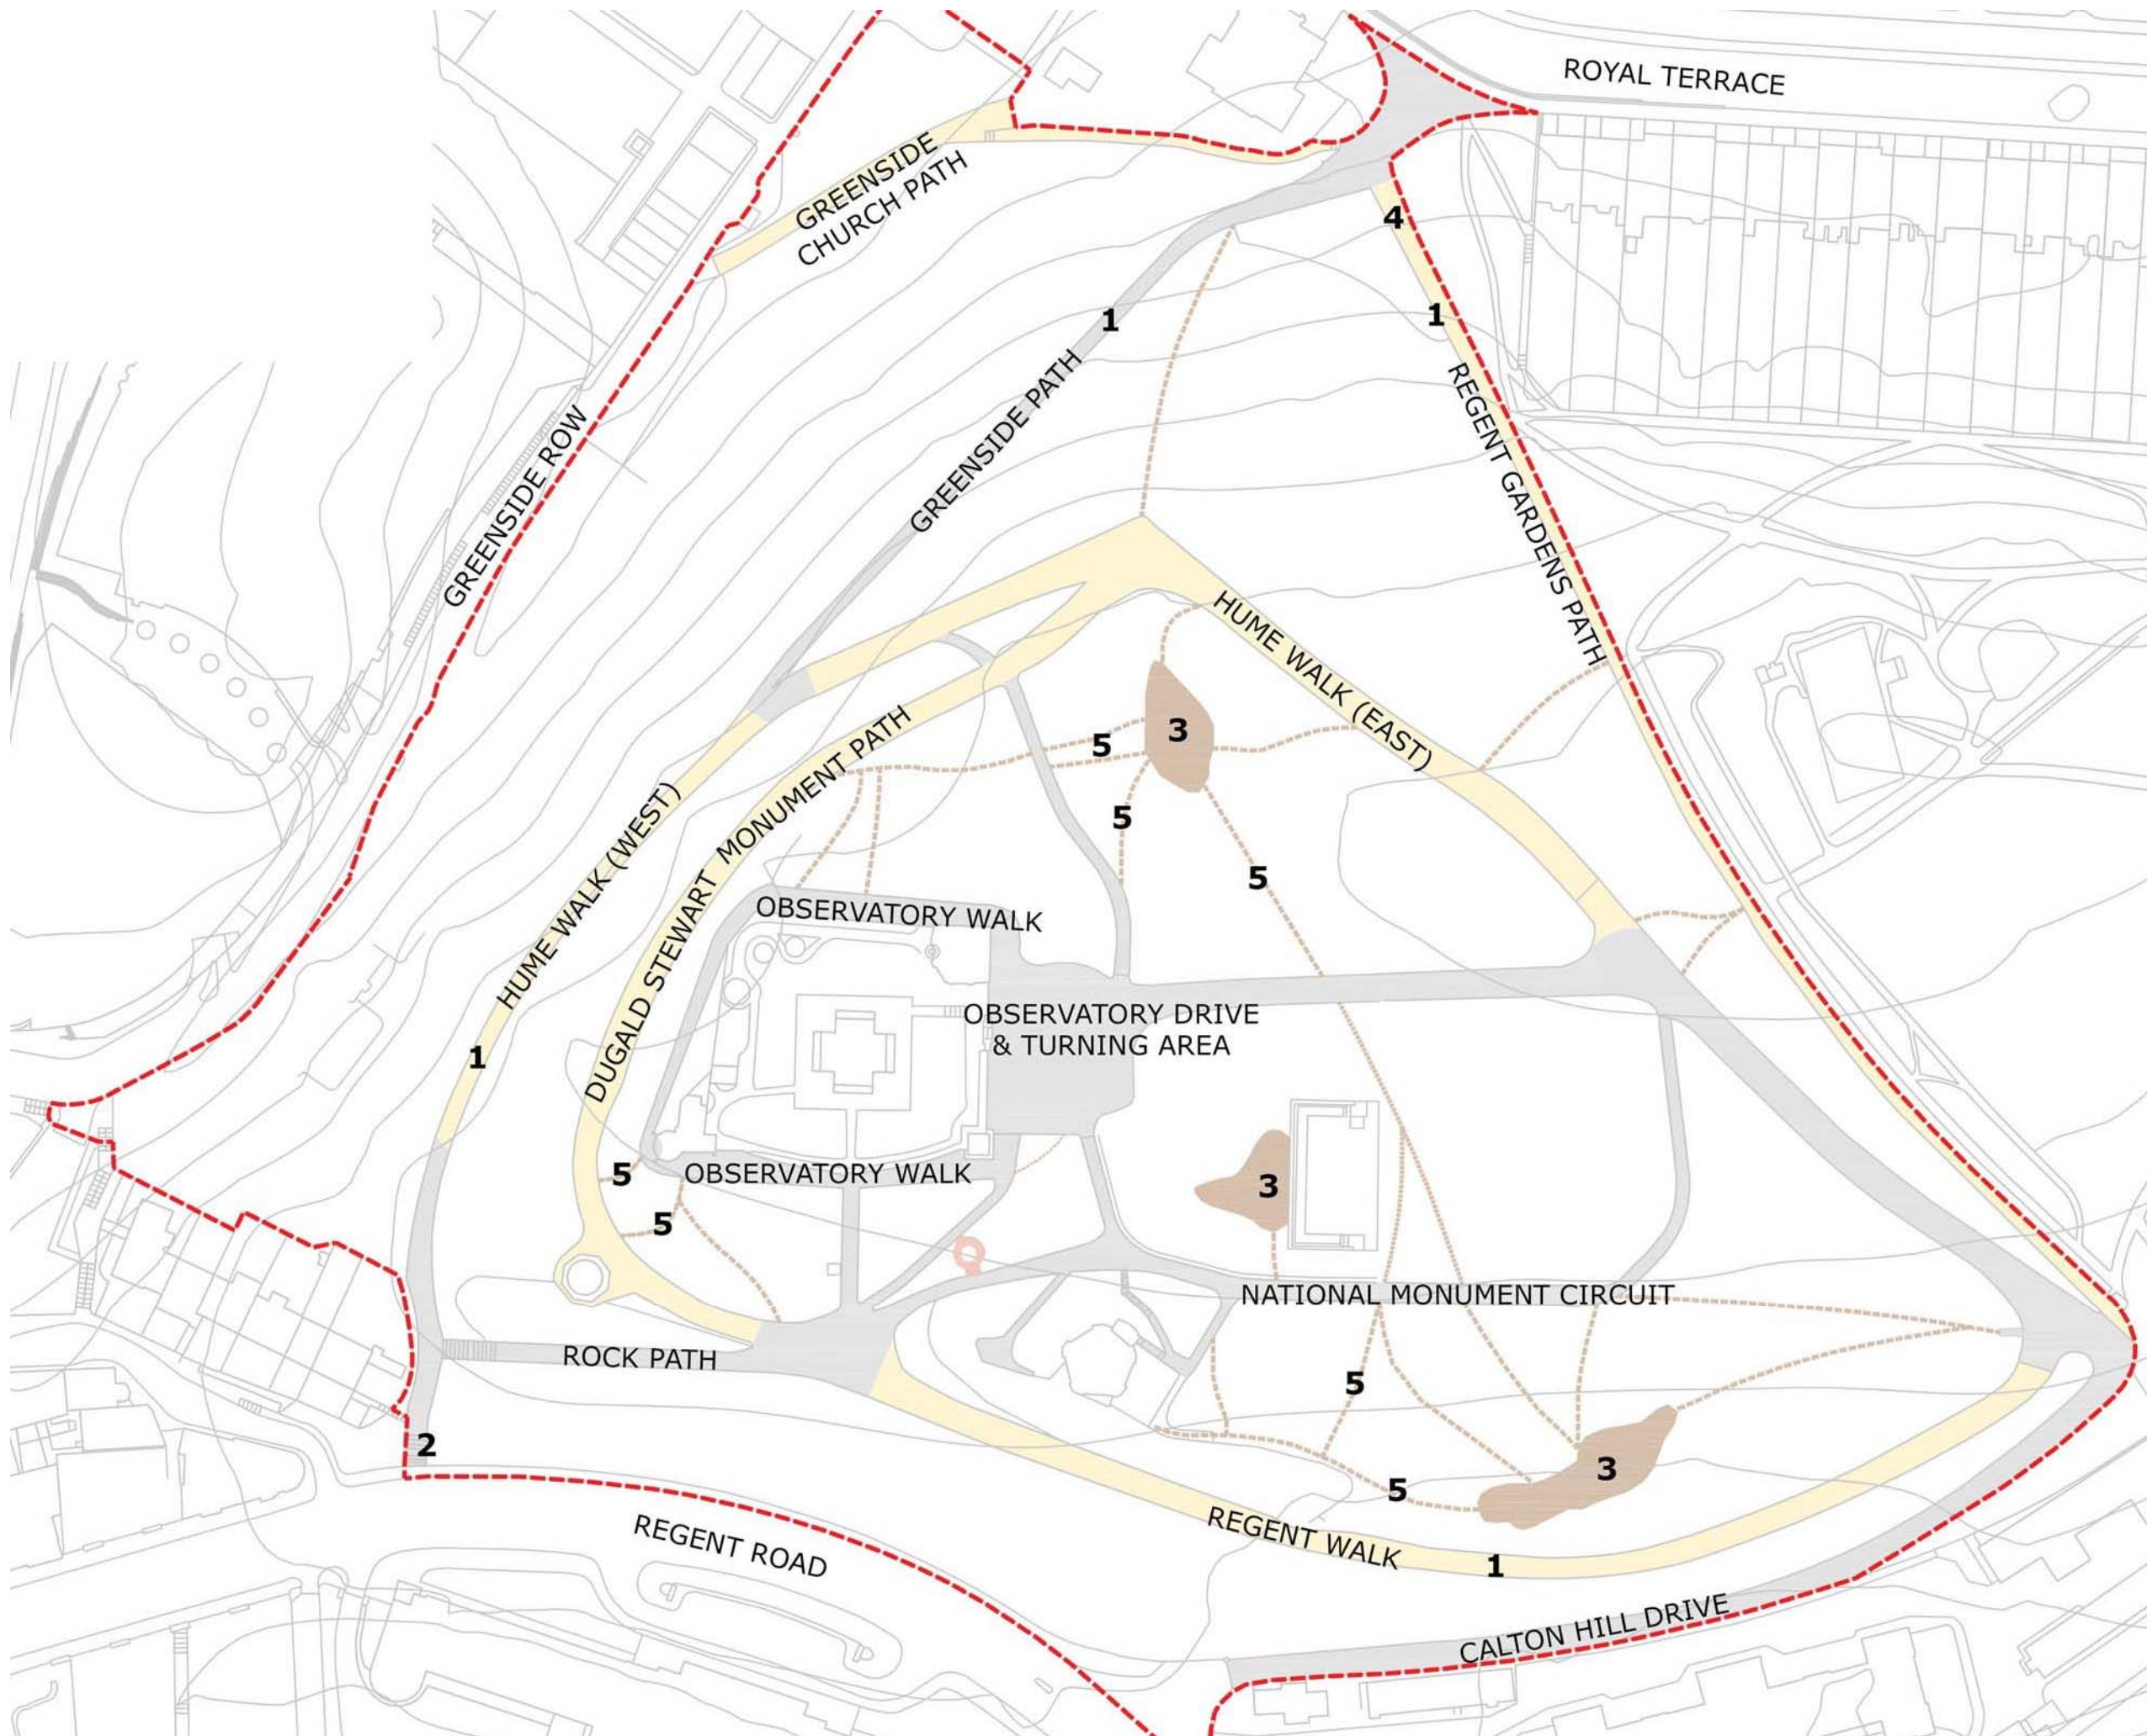 ROYAL TERRACE
GREENSIDE
CHURCH PATH
4
1
1
GREENSIDE PATH
REGENT GARDENS PATH
GREENSIDE ROW
HUME WALK (EAST)
3
5
MONUMENT PATH
HUME WALK (WEST)
5
5
DUGALD STEWART
OBSERVATORY WALK
OBSERVATORY DRIVE
& TURNING AREA
1
5
OBSERVATORY WALK
3
5
NATIONAL MONUMENT CIRCUIT
ROCK PATH
5
2
3
5
REGENT WALK
REGENT ROAD
1
CALTON HILL DRIVE